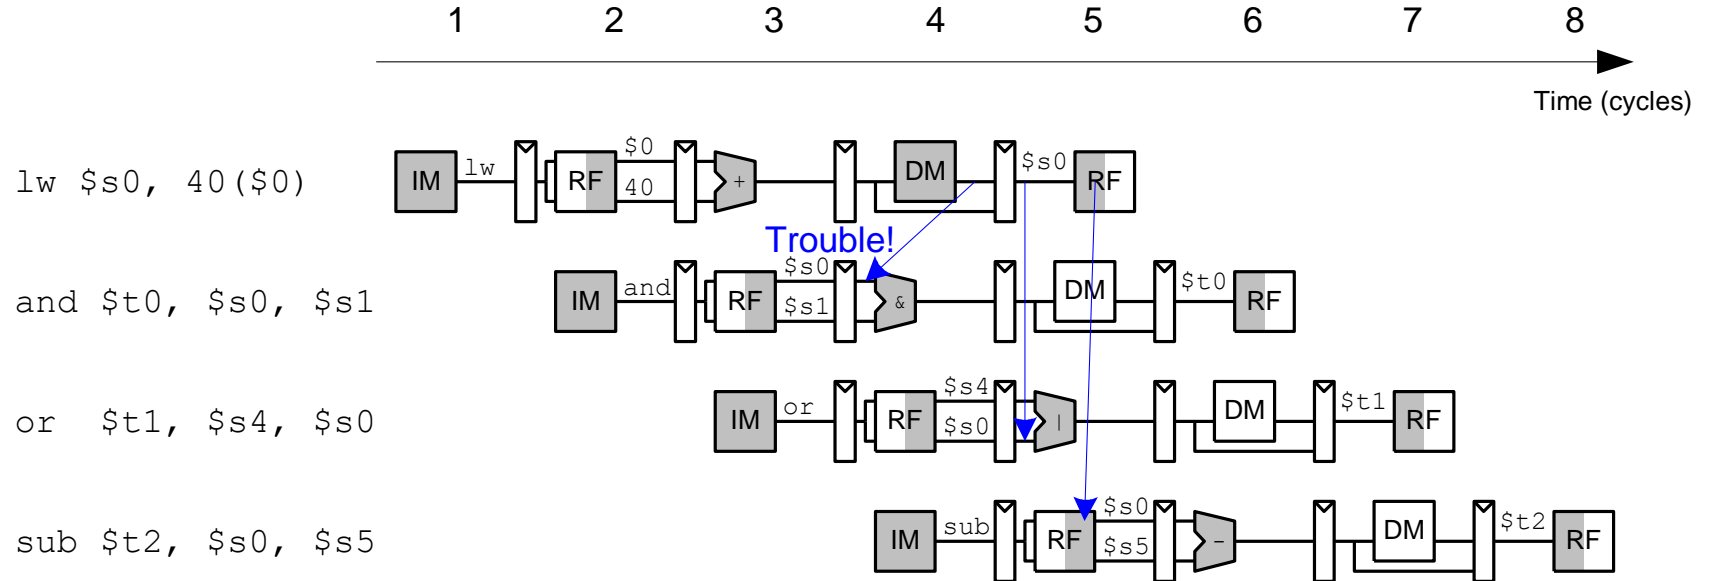 1 2 3 4 5 6 7 8
Time (cycles)
lw $s0, 40($0) IM lw RF $0 40 + DM $s0 RF
Trouble!
and $t0, $s0, $s1 IM and RF $s0 $s1 & DM $t0 RF
or $t1, $s4, $s0 IM or RF $s4 $s0 | DM $t1 RF
sub $t2, $s0, $s5 IM sub RF $s0 $s5 - DM $t2 RF